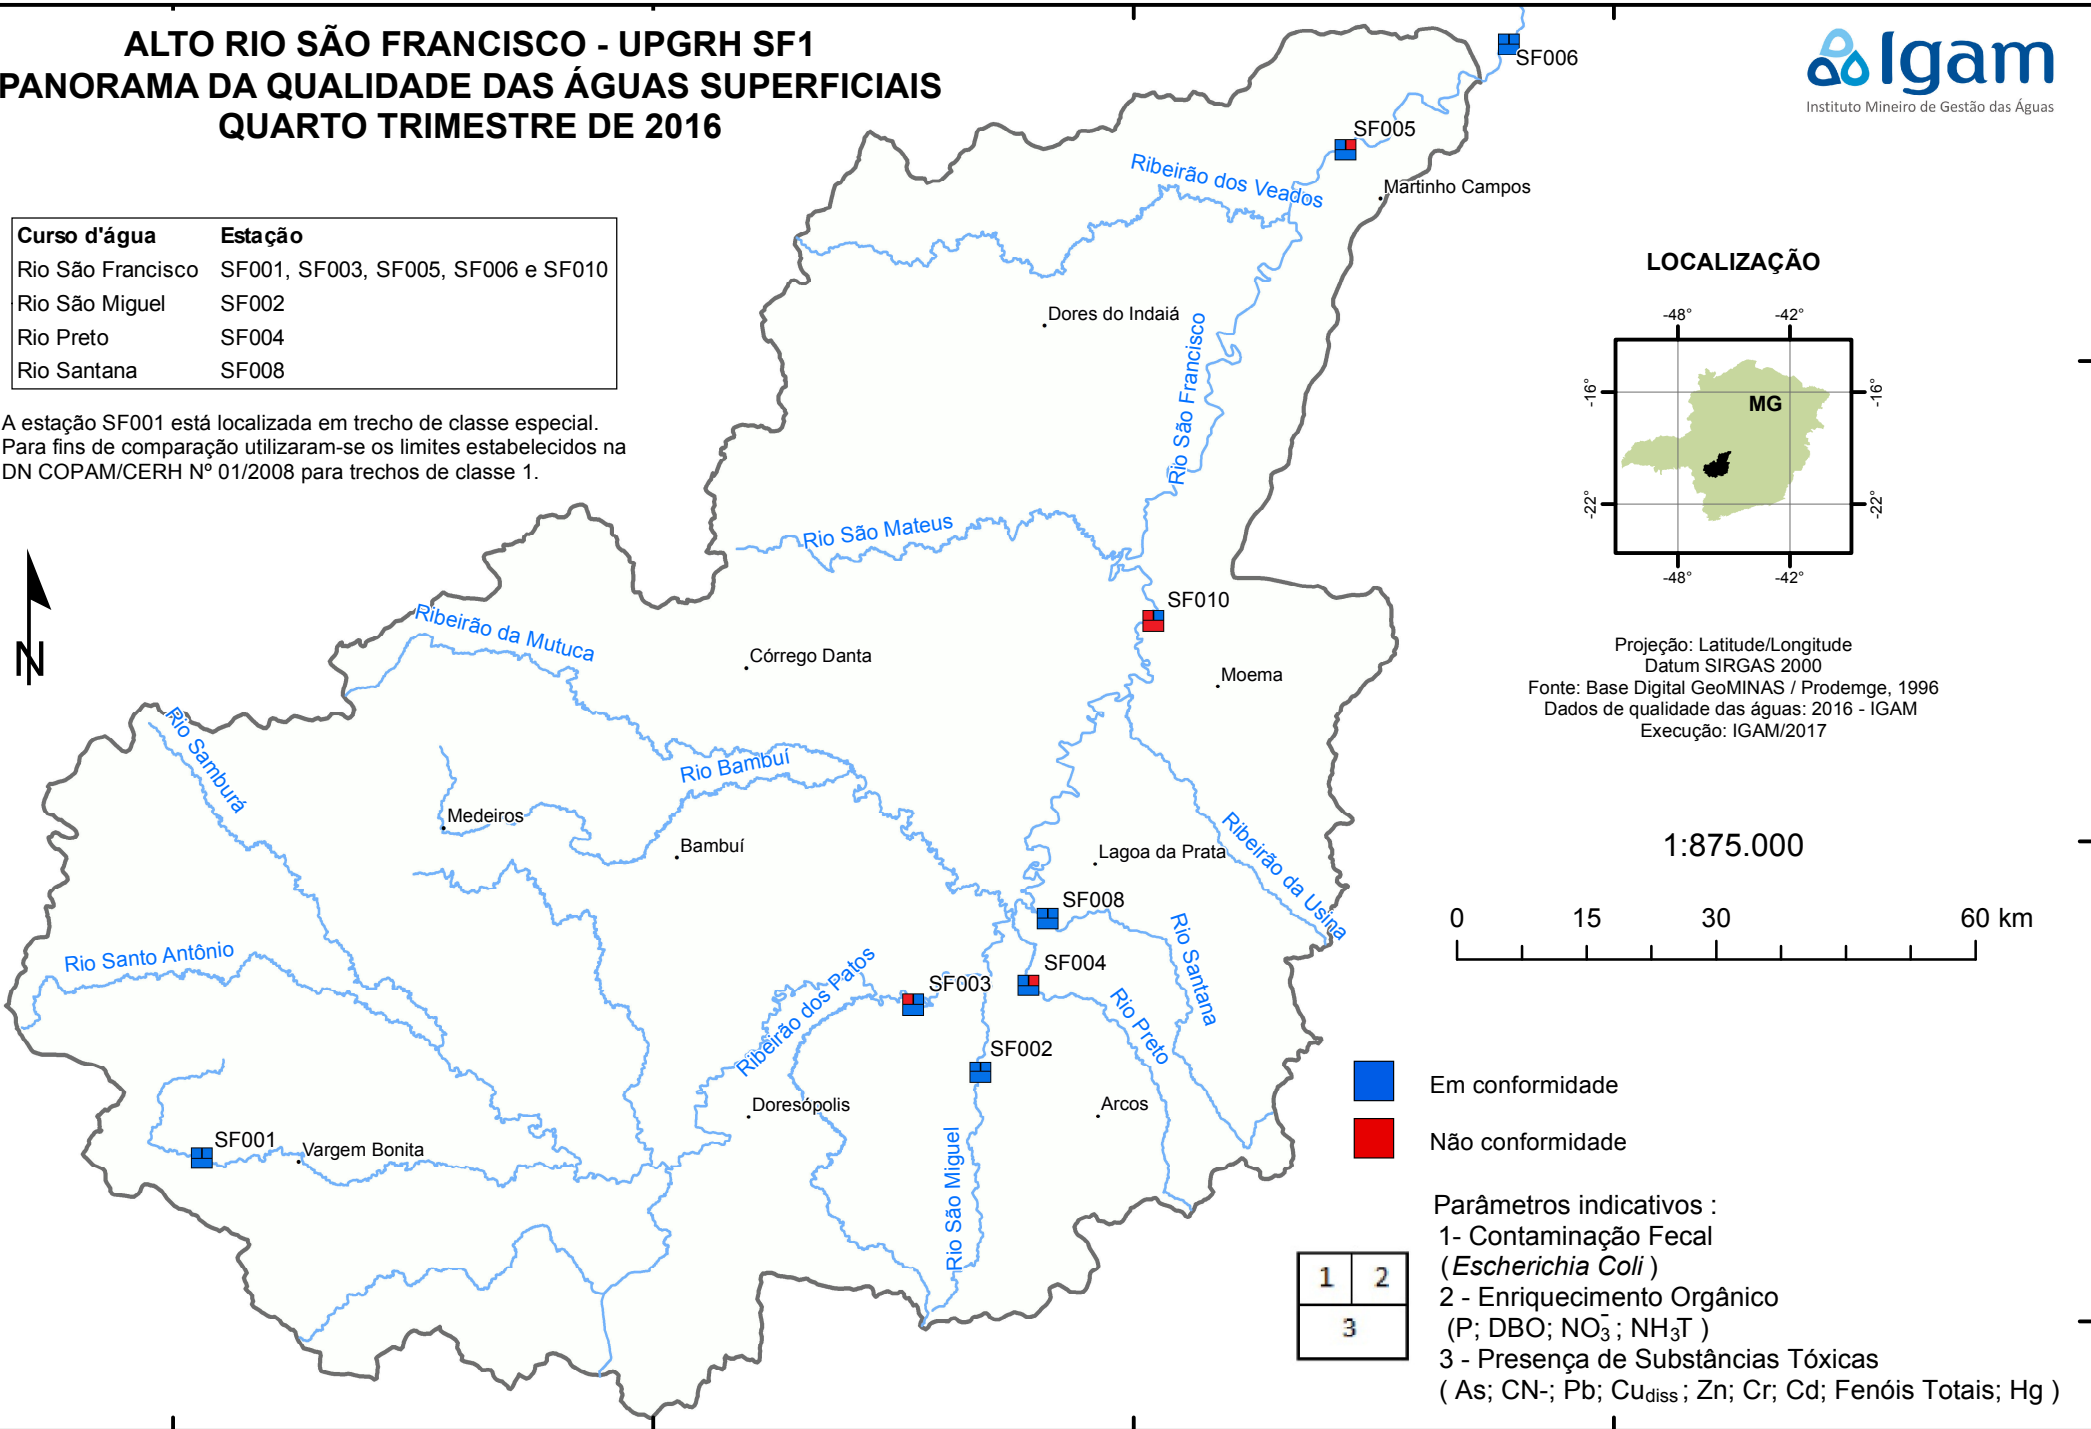 ALTO RIO SÃO FRANCISCO - UPGRH SF1
PANORAMA DA QUALIDADE DAS ÁGUAS SUPERFICIAIS
QUARTO TRIMESTRE DE 2016
Igam
Instituto Mineiro de Gestão das Águas
Curso d'água Estação
Rio São Francisco SF001, SF003, SF005, SF006 e SF010
Rio São Miguel SF002
Rio Preto SF004
Rio Santana SF008
A estação SF001 está localizada em trecho de classe especial.
Para fins de comparação utilizaram-se os limites estabelecidos na
DN COPAM/CERH Nº 01/2008 para trechos de classe 1.
N
SF006
SF005
Ribeirão dos Veados
Martinho Campos
Dores do Indaiá
Rio São Francisco
Rio São Mateus
SF010
Ribeirão da Mutuca
Córrego Danta
Moema
Rio Samburá
Rio Bambuí
Medeiros
Bambuí
Lagoa da Prata
Ribeirão da Usina
SF008
Rio Santo Antônio
Rio Santana
SF004
Ribeirão dos Patos
SF003
Rio Preto
SF002
Doresópolis
Arcos
SF001
Vargem Bonita
Rio São Miguel
LOCALIZAÇÃO
-48° -42°
-16° -16°
MG
-22° -22°
-48° -42°
Projeção: Latitude/Longitude
Datum SIRGAS 2000
Fonte: Base Digital GeoMINAS / Prodemge, 1996
Dados de qualidade das águas: 2016 - IGAM
Execução: IGAM/2017
1:875.000
0 15 30 60 km
Em conformidade
Não conformidade
Parâmetros indicativos :
1- Contaminação Fecal
(Escherichia Coli )
2 - Enriquecimento Orgânico
(P; DBO; NO₃⁻; NH₃T )
3 - Presença de Substâncias Tóxicas
( As; CN-; Pb; Cudiss ; Zn; Cr; Cd; Fenóis Totais; Hg )
1 2
3